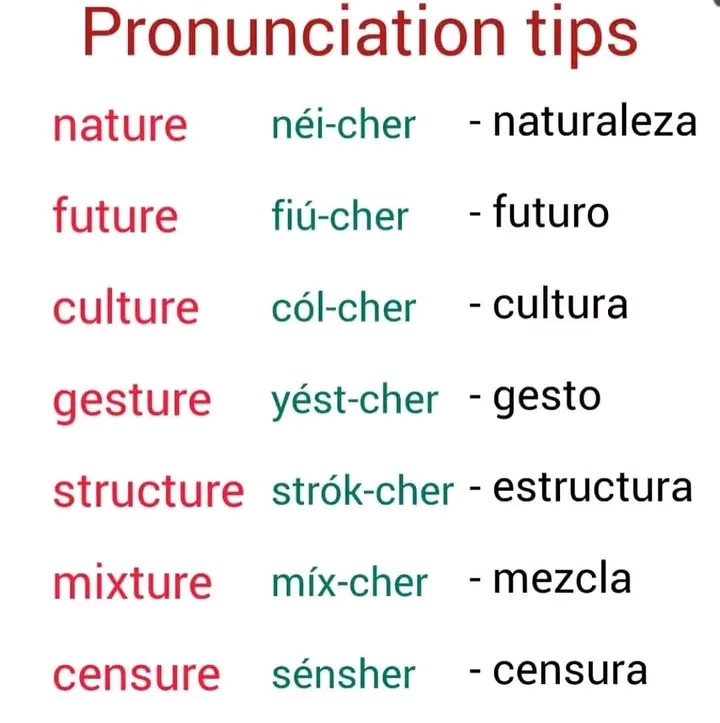 Pronunciation tips
nature néi-cher - naturaleza
future fiú-cher - futuro
culture cól-cher - cultura
gesture yést-cher - gesto
structure strók-cher - estructura
mixture míx-cher - mezcla
censure sénsher - censura